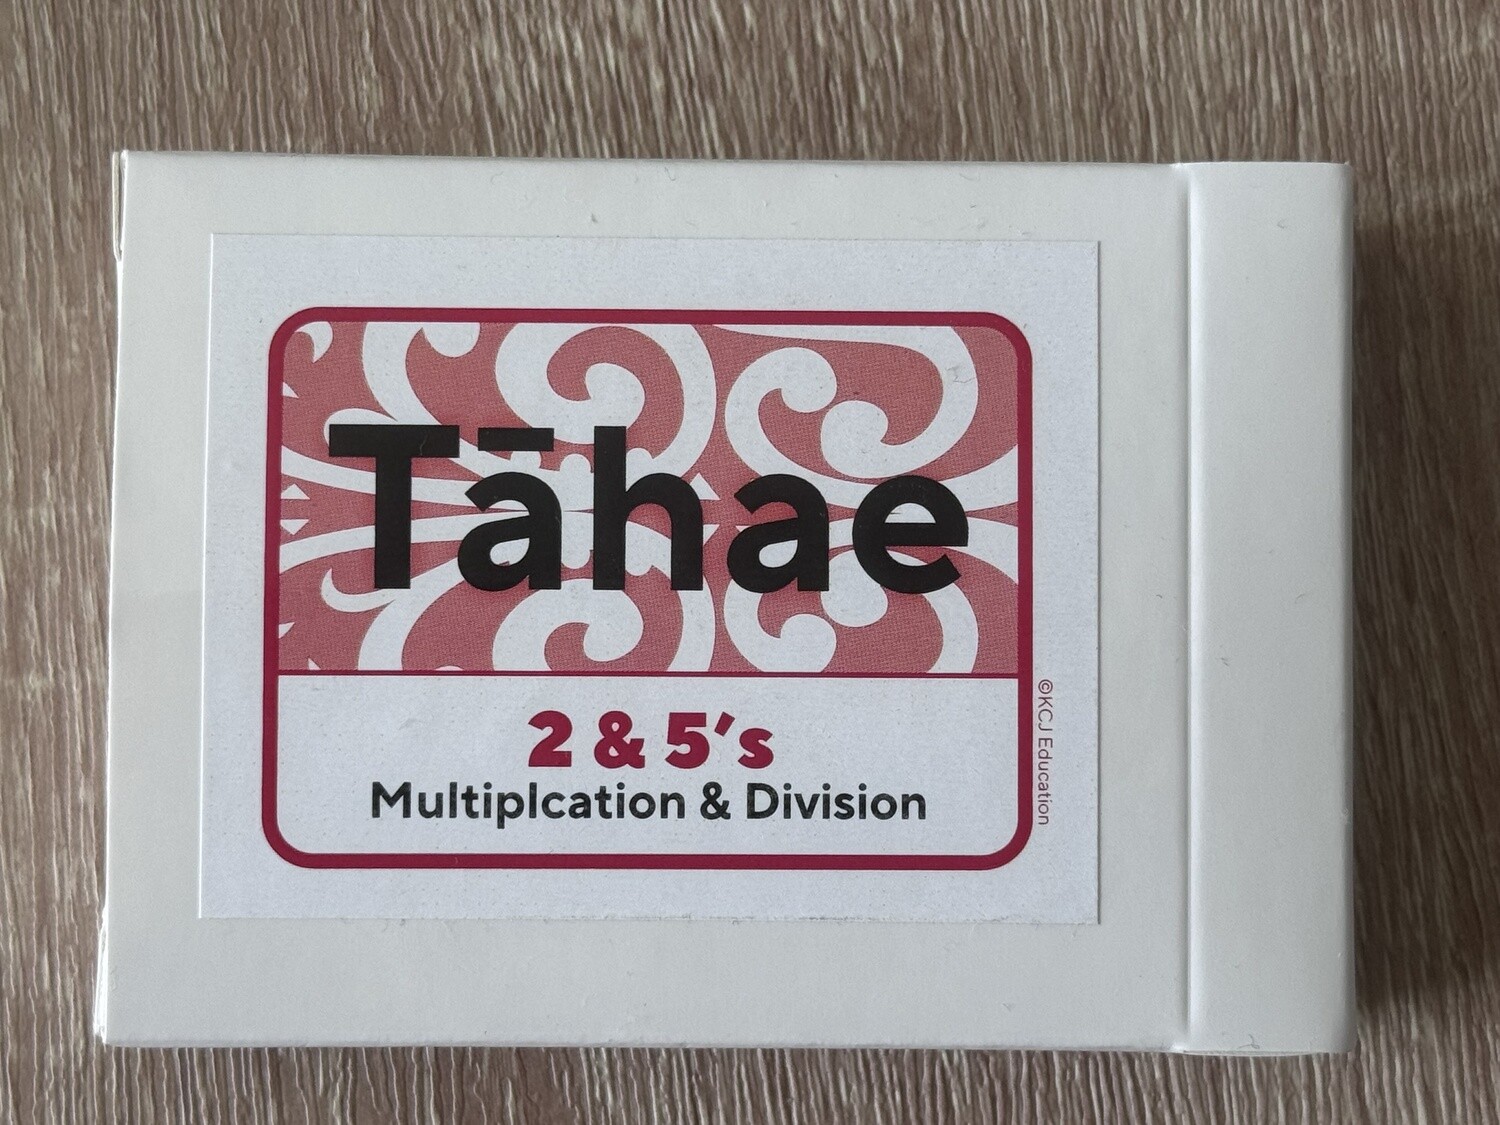 Tāhae
2 & 5's
Multiplcation & Division
©KCJ Education